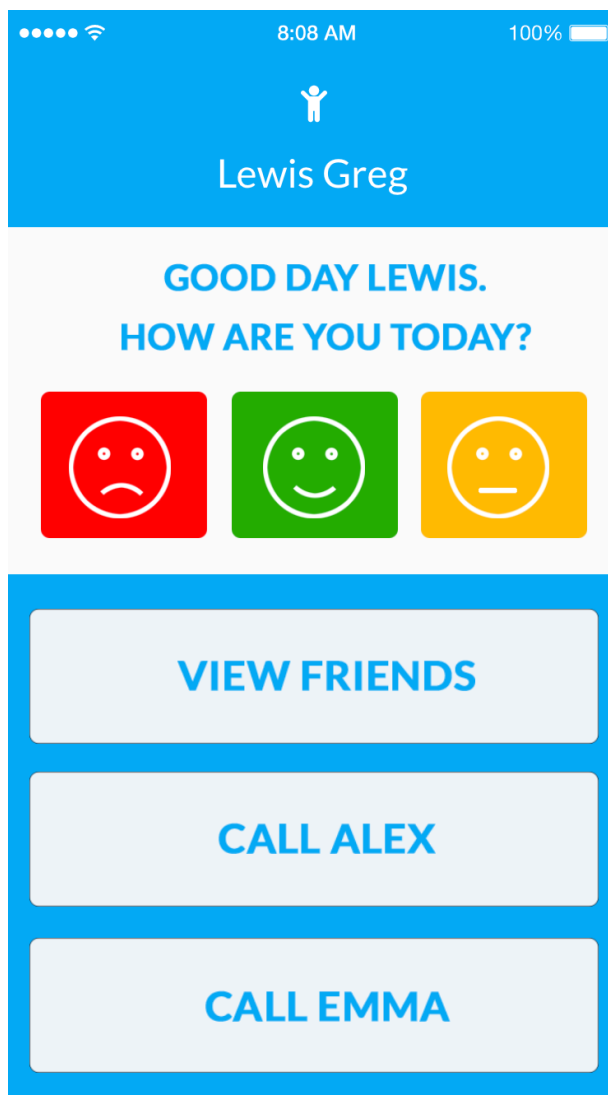 8:08 AM 100%
Lewis Greg
GOOD DAY LEWIS.
HOW ARE YOU TODAY?
VIEW FRIENDS
CALL ALEX
CALL EMMA